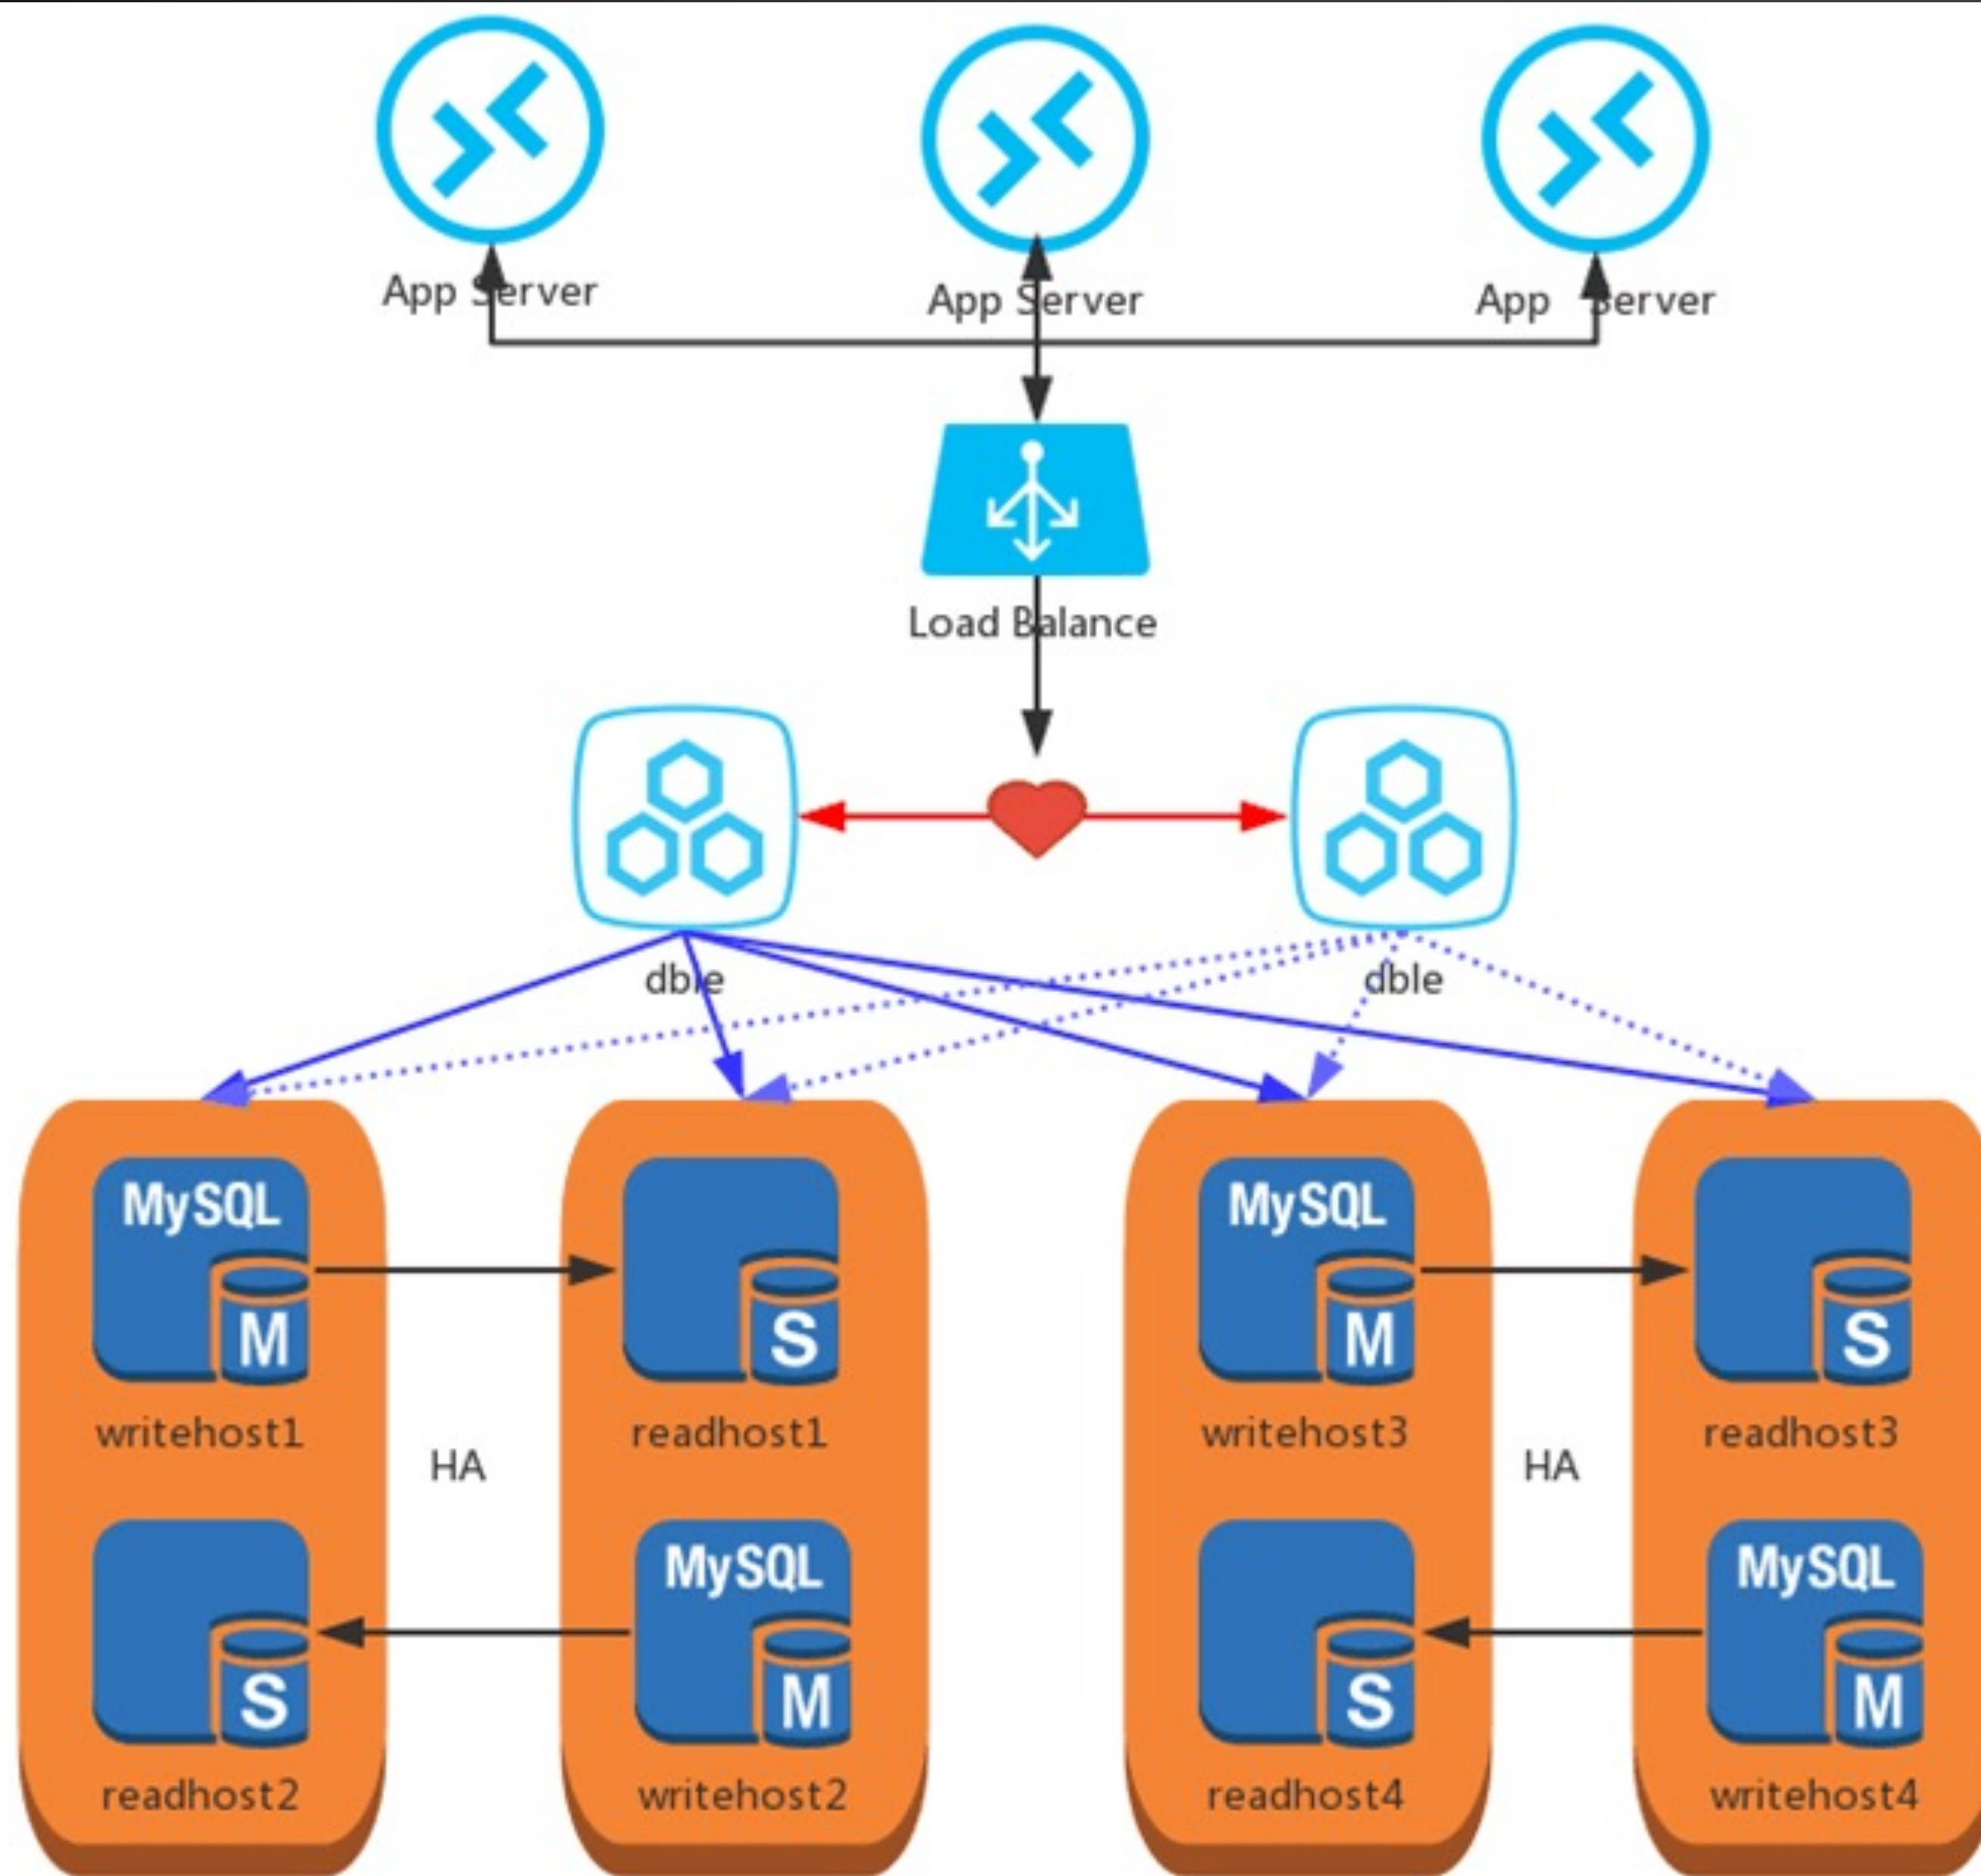 App Server
App Server
App Server
Load Balance
dble
dble
MySQL
M
S
MySQL
M
S
writehost1
readhost1
writehost3
readhost3
HA
HA
S
MySQL
M
S
MySQL
M
readhost2
writehost2
readhost4
writehost4